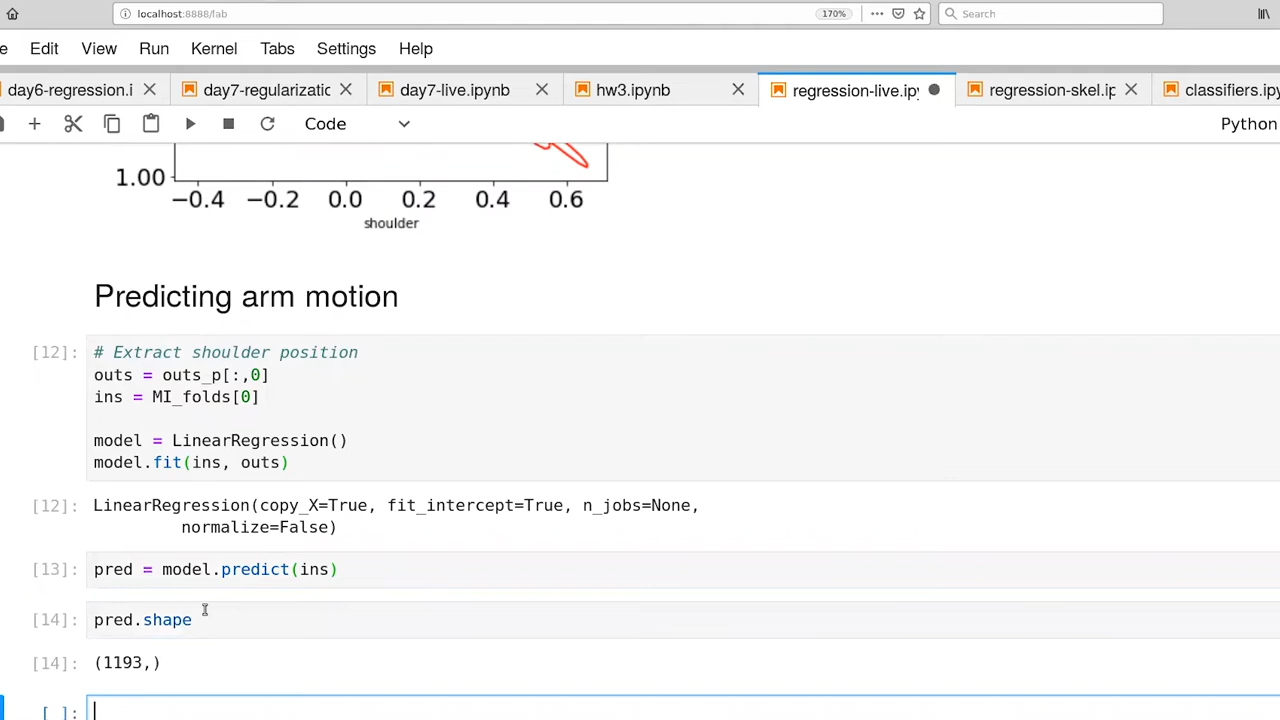 localhost:8888/lab
170%
Search
Edit View Run Kernel Tabs Settings Help
day6-regression.i day7-regularizatic day7-live.ipynb hw3.ipynb regression-live.ipy regression-skel.ip classifiers.ipy
Code
Python
1.00
−0.4 −0.2 0.0 0.2 0.4 0.6
shoulder
Predicting arm motion
[12]: # Extract shoulder position
outs = outs_p[:,0]
ins = MI_folds[0]
model = LinearRegression()
model.fit(ins, outs)
[12]: LinearRegression(copy_X=True, fit_intercept=True, n_jobs=None,
normalize=False)
[13]: pred = model.predict(ins)
[14]: pred.shape
[14]: (1193,)
[ ]: